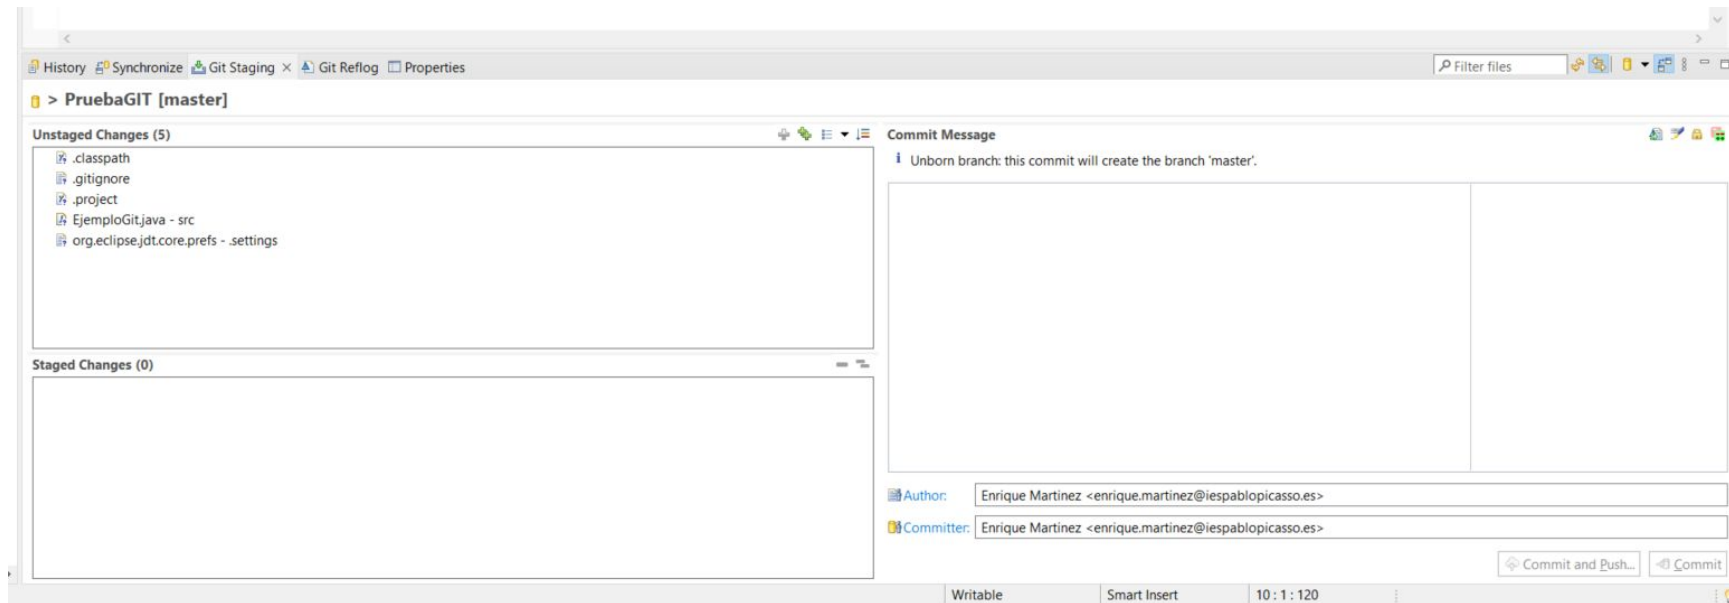 History Synchronize Git Staging Git Reflog Properties Filter files
> PruebaGIT [master]
Unstaged Changes (5)
.classpath
.gitignore
.project
EjemploGit.java - src
org.eclipse.jdt.core.prefs - .settings
Staged Changes (0)
Commit Message
Unborn branch: this commit will create the branch 'master'.
Author: Enrique Martinez <enrique.martinez@iespablopicasso.es>
Committer: Enrique Martinez <enrique.martinez@iespablopicasso.es>
Commit and Push... Commit
Writable Smart Insert 10 : 1 : 120